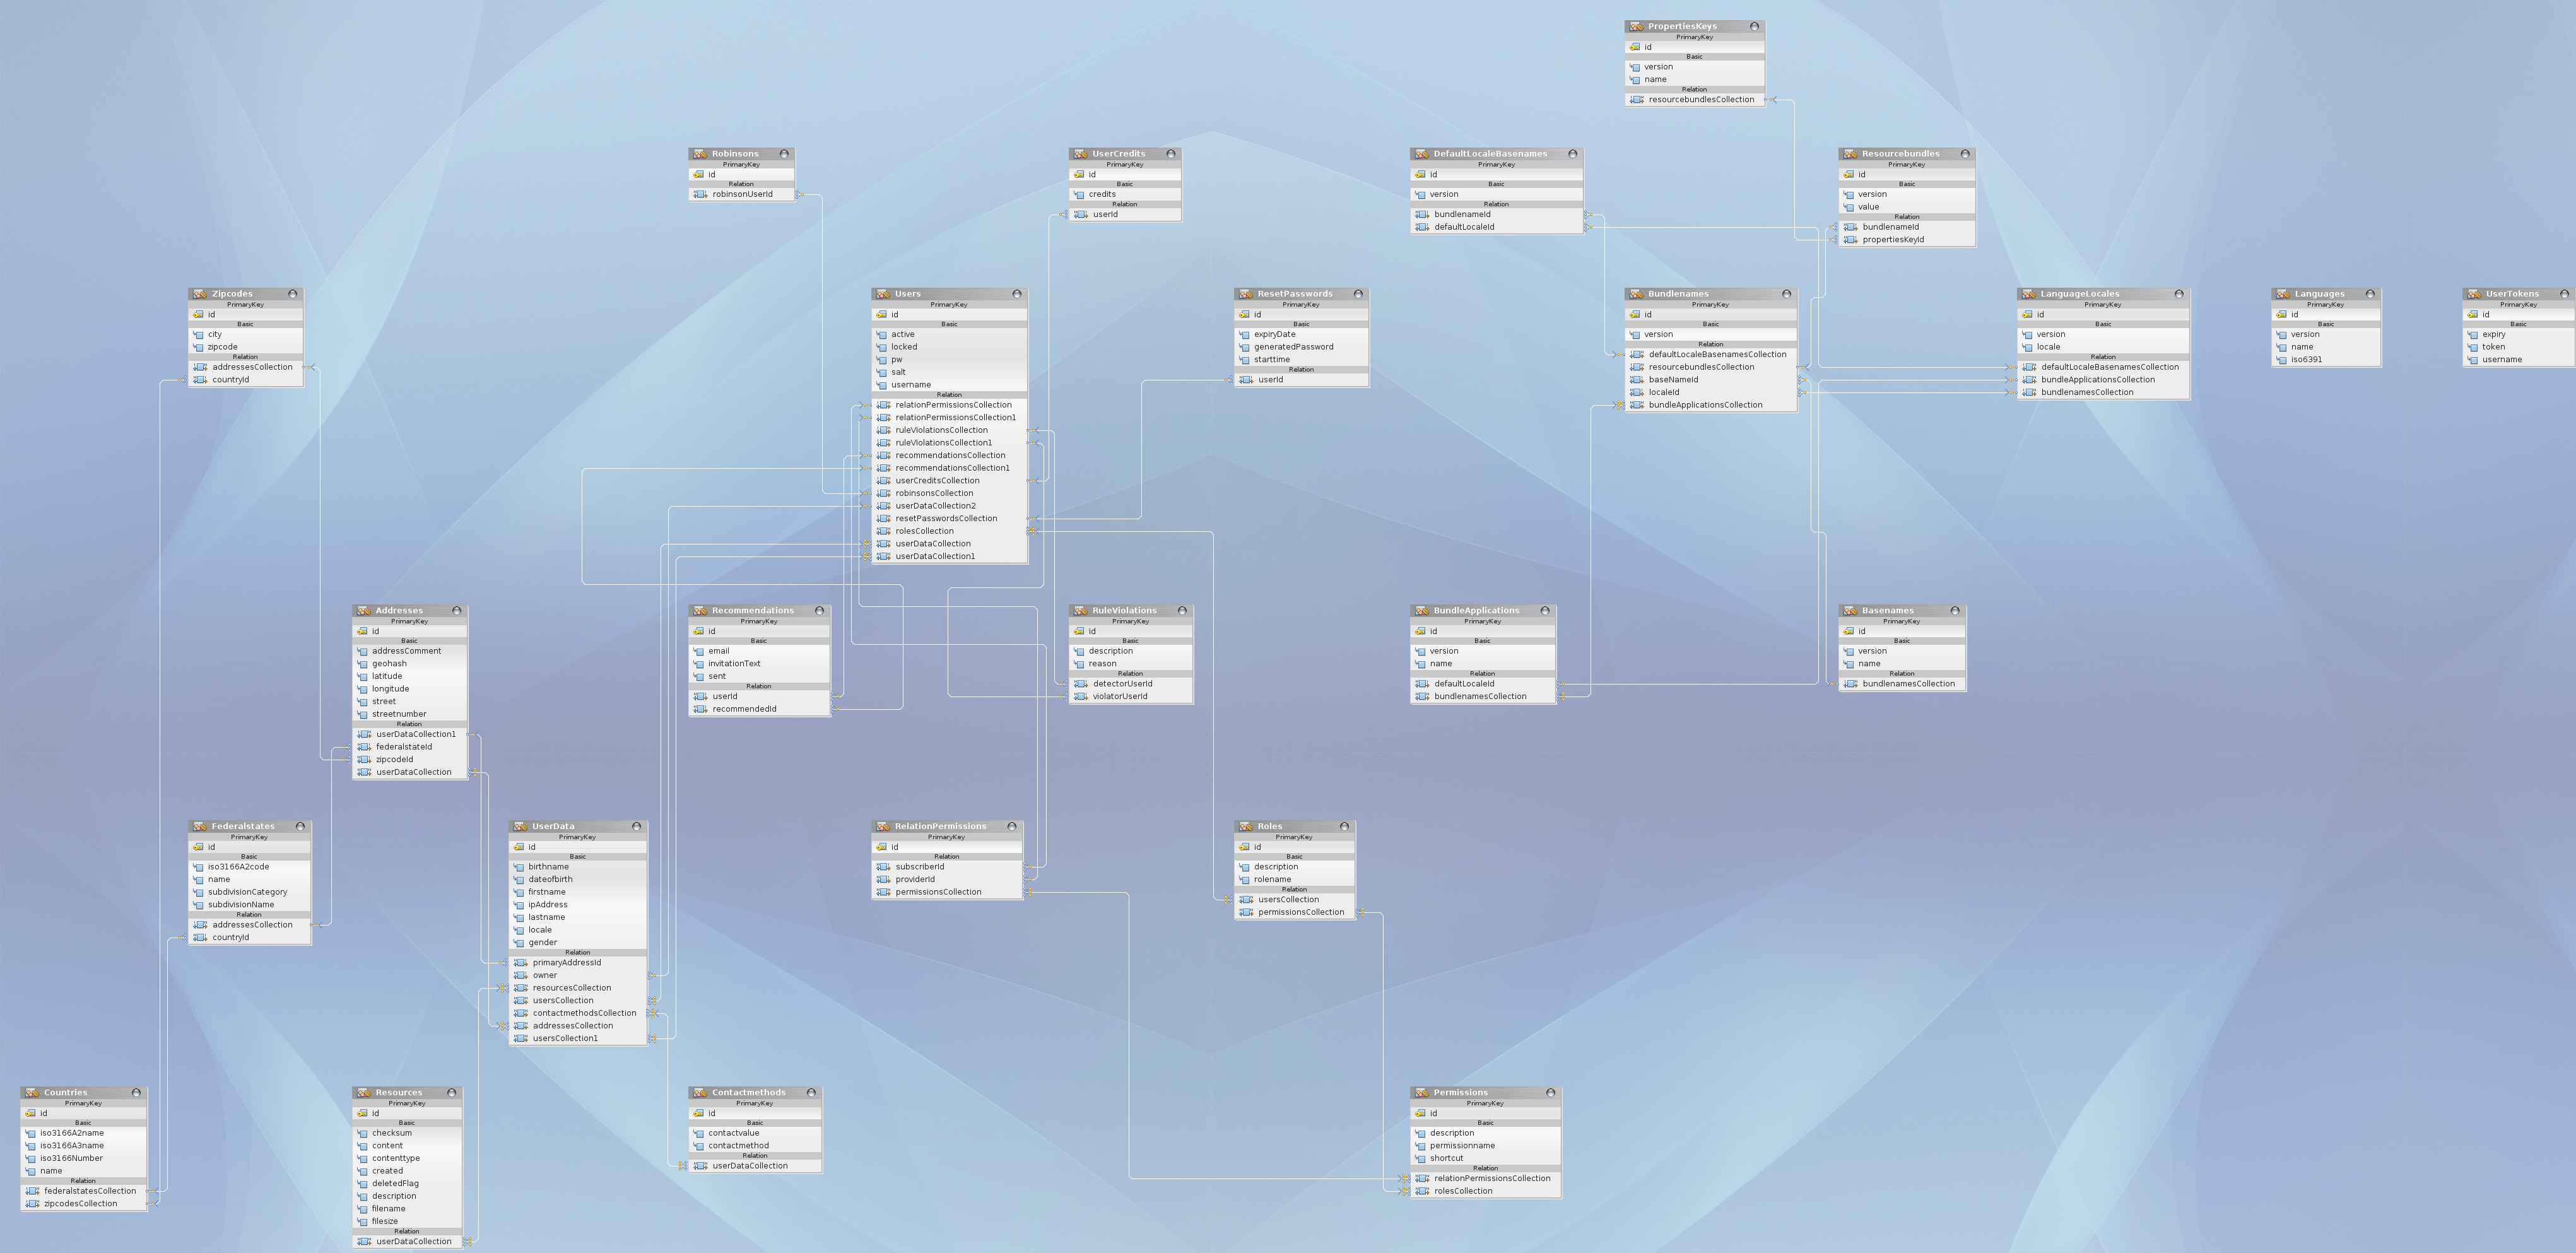 PropertiesKeys
PrimaryKey
id
Basic
version
name
Relation
resourcebundlesCollection
Robinsons
PrimaryKey
id
Relation
robinsonUserId
UserCredits
PrimaryKey
id
Basic
credits
Relation
userId
DefaultLocaleBasenames
PrimaryKey
id
Basic
version
Relation
bundlenameId
defaultLocaleId
Resourcebundles
PrimaryKey
id
Basic
version
value
Relation
bundlenameId
propertiesKeyId
Zipcodes
PrimaryKey
id
Basic
city
zipcode
Relation
addressesCollection
countryId
Users
PrimaryKey
id
Basic
active
locked
pw
salt
username
Relation
relationPermissionsCollection
relationPermissionsCollection1
ruleViolationsCollection
ruleViolationsCollection1
recommendationsCollection
recommendationsCollection1
userCreditsCollection
robinsonsCollection
userDataCollection2
resetPasswordsCollection
rolesCollection
userDataCollection
userDataCollection1
ResetPasswords
PrimaryKey
id
Basic
expiryDate
generatedPassword
starttime
Relation
userId
Bundlenames
PrimaryKey
id
Basic
version
Relation
defaultLocaleBasenamesCollection
resourcebundlesCollection
baseNameId
localeId
bundleApplicationsCollection
LanguageLocales
PrimaryKey
id
Basic
version
locale
Relation
defaultLocaleBasenamesCollection
bundleApplicationsCollection
bundlenamesCollection
Languages
PrimaryKey
id
Basic
version
name
iso6391
UserTokens
PrimaryKey
id
Basic
expiry
token
username
Addresses
PrimaryKey
id
Basic
addressComment
geohash
latitude
longitude
street
streetnumber
Relation
userDataCollection1
federalstateId
zipcodeId
userDataCollection
Recommendations
PrimaryKey
id
Basic
email
invitationText
sent
Relation
userId
recommendedId
RuleViolations
PrimaryKey
id
Basic
description
reason
Relation
detectorUserId
violatorUserId
BundleApplications
PrimaryKey
id
Basic
version
name
Relation
defaultLocaleId
bundlenamesCollection
Basenames
PrimaryKey
id
Basic
version
name
Relation
bundlenamesCollection
Federalstates
PrimaryKey
id
Basic
iso3166A2code
name
subdivisionCategory
subdivisionName
Relation
addressesCollection
countryId
UserData
PrimaryKey
id
Basic
birthname
dateofbirth
firstname
ipAddress
lastname
locale
gender
Relation
primaryAddressId
owner
resourcesCollection
usersCollection
contactmethodsCollection
addressesCollection
usersCollection1
RelationPermissions
PrimaryKey
id
Relation
subscriberId
providerId
permissionsCollection
Roles
PrimaryKey
id
Basic
description
rolename
Relation
usersCollection
permissionsCollection
Countries
PrimaryKey
id
Basic
iso3166A2name
iso3166A3name
iso3166Number
name
Relation
federalstatesCollection
zipcodesCollection
Resources
PrimaryKey
id
Basic
checksum
content
contenttype
created
deletedFlag
description
filename
filesize
Relation
userDataCollection
Contactmethods
PrimaryKey
id
Basic
contactvalue
contactmethod
Relation
userDataCollection
Permissions
PrimaryKey
id
Basic
description
permissionname
shortcut
Relation
relationPermissionsCollection
rolesCollection